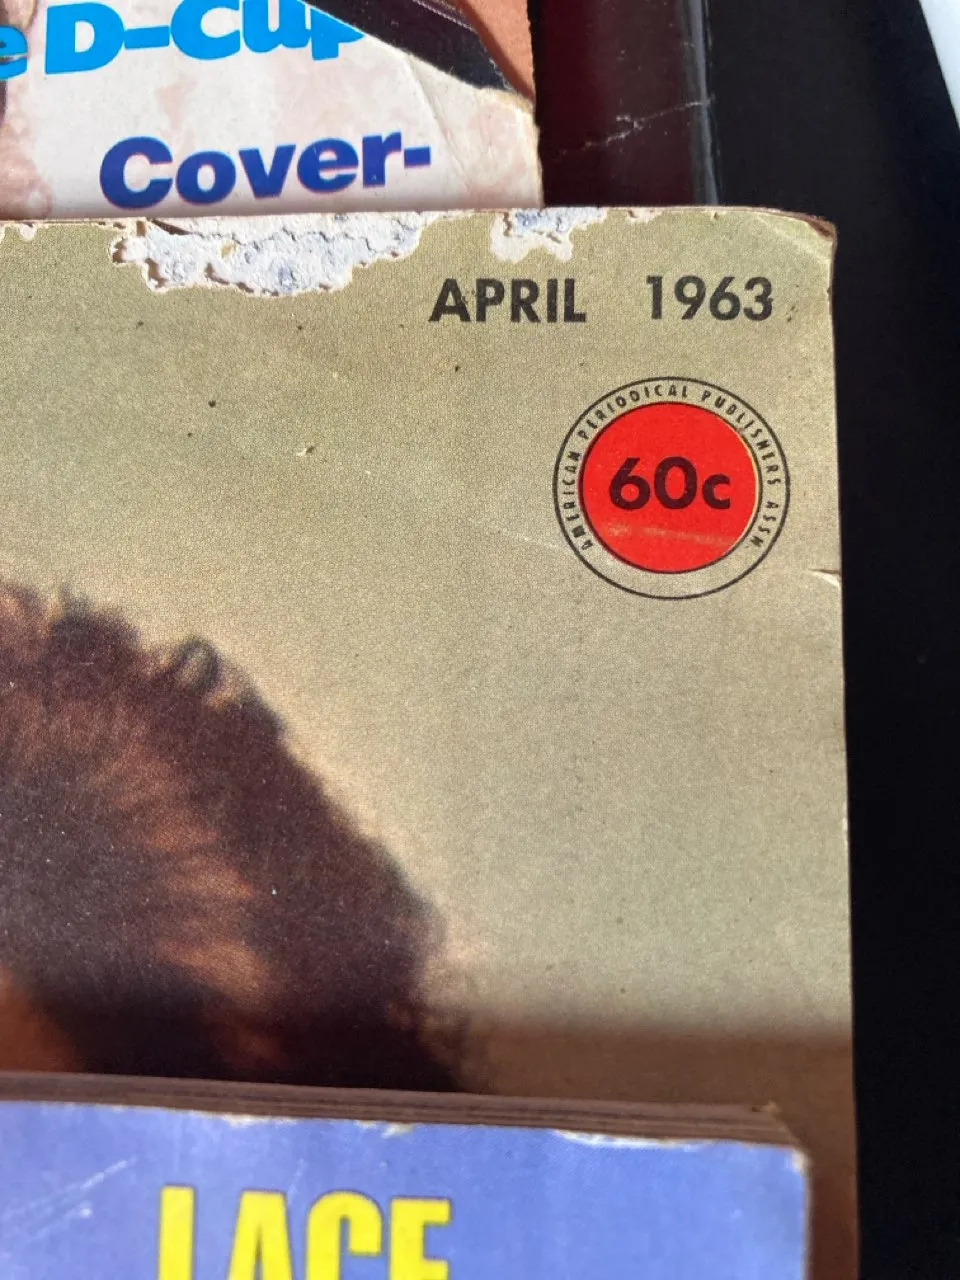 e D-Cup
Cover-
APRIL 1963
AMERICAN PERIODICAL PUBLISHERS ASSN.
60c
LACE